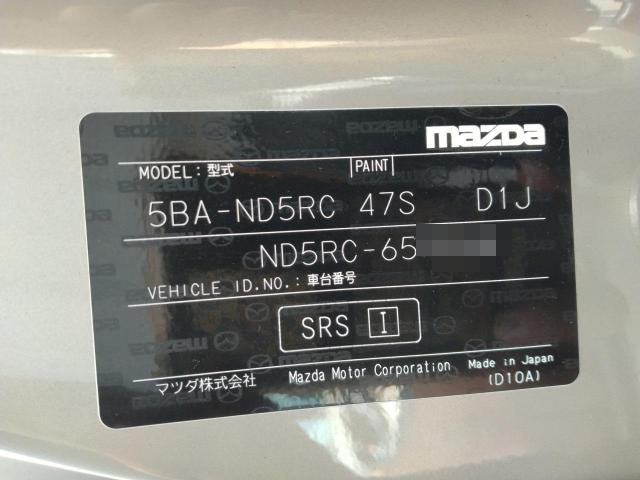 mazda
MODEL: 型式 PAINT
5BA-ND5RC 47S D1J
ND5RC-65
VEHICLE ID.NO.: 車台番号
SRS I
マツダ株式会社 Mazda Motor Corporation Made in Japan
(D10A)